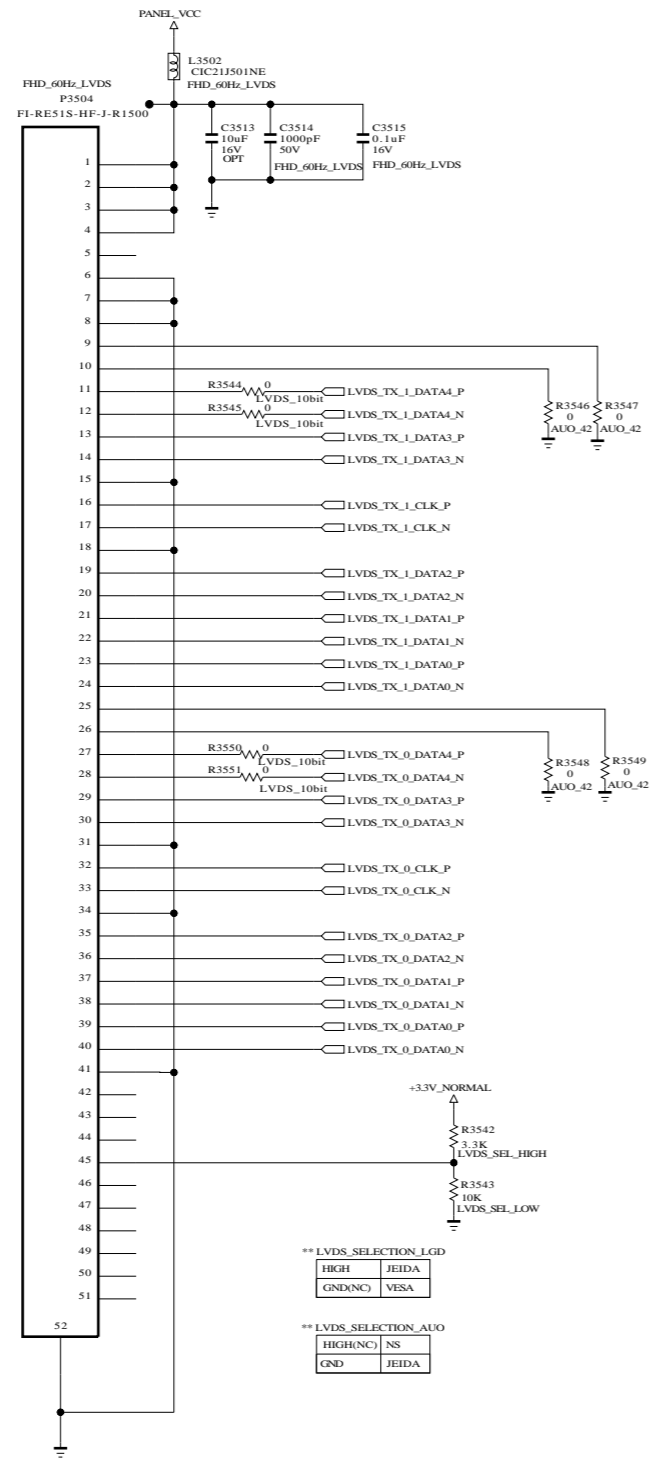 PANEL_VCC
L3502
CIC21J501NE
FHD_60Hz_LVDS
FHD_60Hz_LVDS
P3504
FI-RE51S-HF-J-R1500
C3513
10uF
16V
OPT
C3514
1000pF
50V
FHD_60Hz_LVDS
C3515
0.1uF
16V
FHD_60Hz_LVDS
1
2
3
4
5
6
7
8
9
10
11 R3544 0 LVDS_TX_1_DATA4_P
LVDS_10bit
12 R3545 0 LVDS_TX_1_DATA4_N
LVDS_10bit
R3546
0
AUO_42
R3547
0
AUO_42
13 LVDS_TX_1_DATA3_P
14 LVDS_TX_1_DATA3_N
15
16 LVDS_TX_1_CLK_P
17 LVDS_TX_1_CLK_N
18
19 LVDS_TX_1_DATA2_P
20 LVDS_TX_1_DATA2_N
21 LVDS_TX_1_DATA1_P
22 LVDS_TX_1_DATA1_N
23 LVDS_TX_1_DATA0_P
24 LVDS_TX_1_DATA0_N
25
26
27 R3550 0 LVDS_TX_0_DATA4_P
LVDS_10bit
28 R3551 0 LVDS_TX_0_DATA4_N
LVDS_10bit
R3548
0
AUO_42
R3549
0
AUO_42
29 LVDS_TX_0_DATA3_P
30 LVDS_TX_0_DATA3_N
31
32 LVDS_TX_0_CLK_P
33 LVDS_TX_0_CLK_N
34
35 LVDS_TX_0_DATA2_P
36 LVDS_TX_0_DATA2_N
37 LVDS_TX_0_DATA1_P
38 LVDS_TX_0_DATA1_N
39 LVDS_TX_0_DATA0_P
40 LVDS_TX_0_DATA0_N
41
42
43
44
45
46
47
48
49
50
51
52
+3.3V_NORMAL
R3542
3.3K
LVDS_SEL_HIGH
R3543
10K
LVDS_SEL_LOW
** LVDS_SELECTION_LGD
HIGH JEIDA
GND(NC) VESA
** LVDS_SELECTION_AUO
HIGH(NC) NS
GND JEIDA